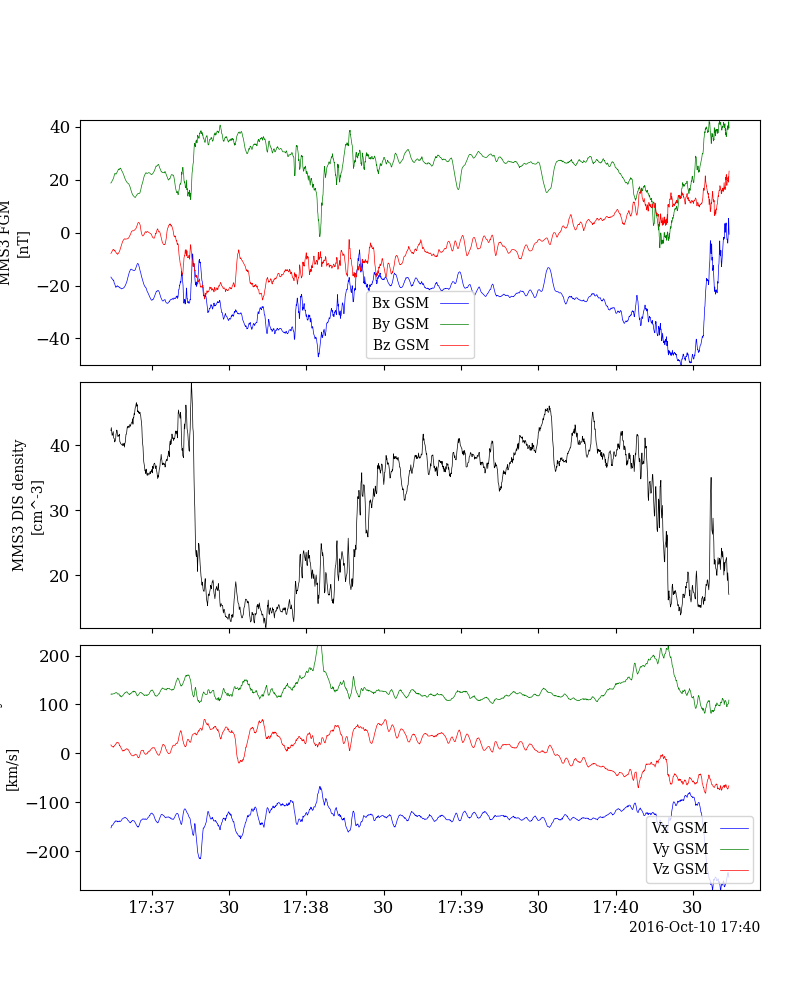 40
20
0
−20
−40
MMS3 FGM
[nT]
Bx GSM
By GSM
Bz GSM
40
30
20
MMS3 DIS density
[cm^-3]
200
100
0
−100
−200
[km/s]
Vx GSM
Vy GSM
Vz GSM
17:37 30 17:38 30 17:39 30 17:40 30
2016-Oct-10 17:40